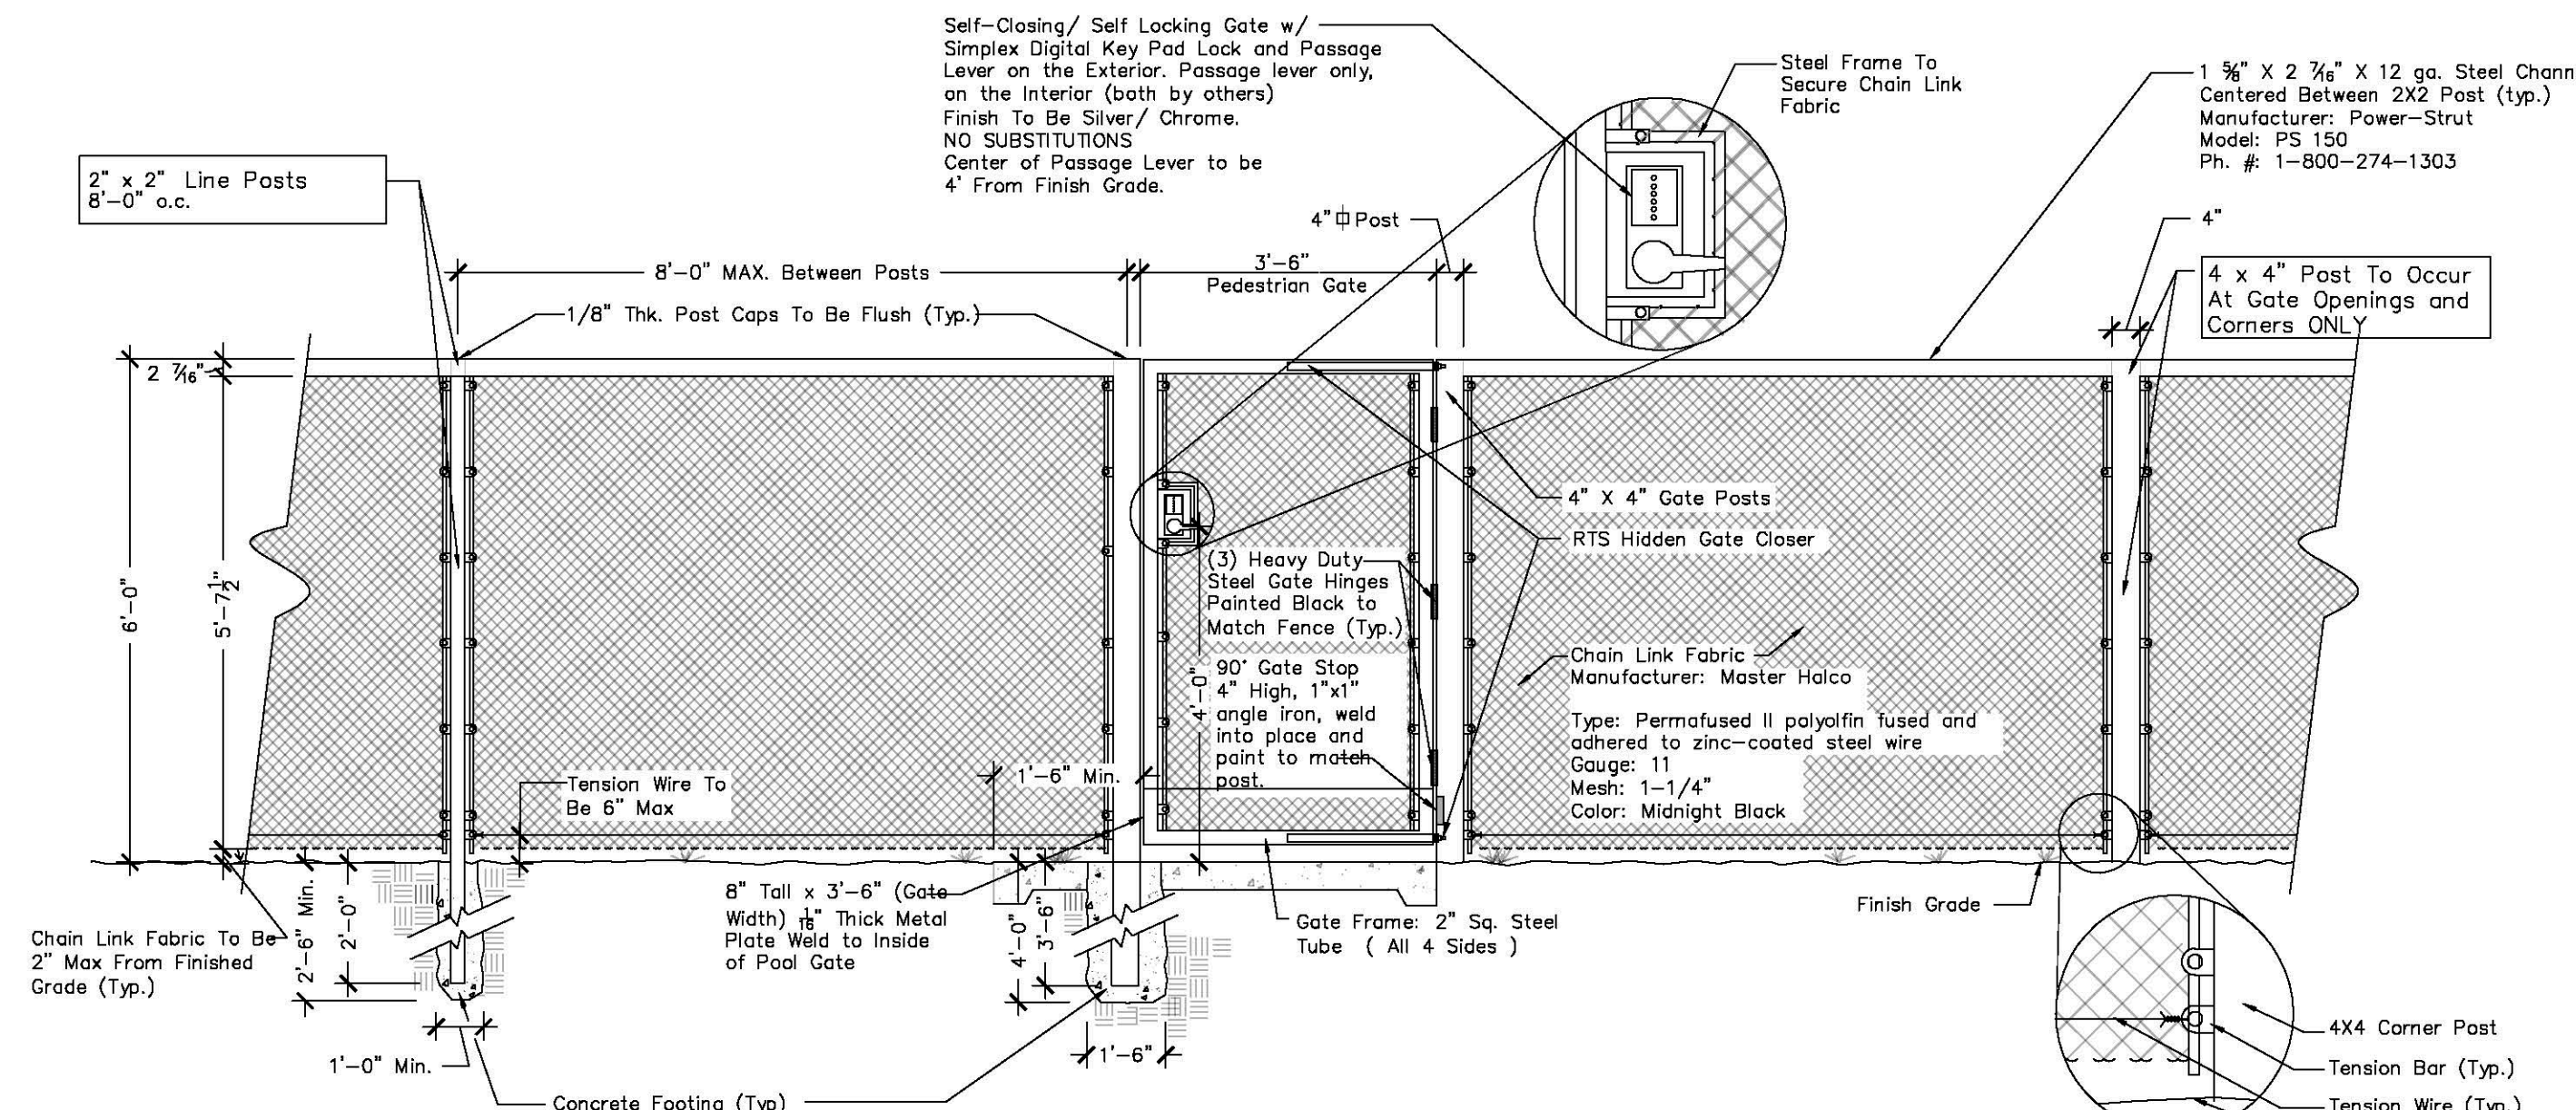 Self-Closing/ Self Locking Gate w/
Simplex Digital Key Pad Lock and Passage
Lever on the Exterior. Passage lever only,
on the Interior (both by others)
Finish To Be Silver/ Chrome.
NO SUBSTITUTIONS
Center of Passage Lever to be
4' From Finish Grade.
Steel Frame To
Secure Chain Link
Fabric
1 5/8" X 2 7/16" X 12 ga. Steel Chann
Centered Between 2X2 Post (typ.)
Manufacturer: Power-Strut
Model: PS 150
Ph. #: 1-800-274-1303
2" x 2" Line Posts
8'-0" o.c.
4" Post
4"
8'-0" MAX. Between Posts
3'-6"
Pedestrian Gate
4 x 4" Post To Occur
At Gate Openings and
Corners ONLY
1/8" Thk. Post Caps To Be Flush (Typ.)
2 7/16"
6'-0"
5'-7 1/2"
4" X 4" Gate Posts
RTS Hidden Gate Closer
(3) Heavy Duty
Steel Gate Hinges
Painted Black to
Match Fence (Typ.)
4'-0"
90° Gate Stop
4" High, 1"x1"
angle iron, weld
into place and
paint to match
post.
Chain Link Fabric
Manufacturer: Master Halco
Type: Permafused II polyolfin fused and
adhered to zinc-coated steel wire
Gauge: 11
Mesh: 1-1/4"
Color: Midnight Black
1'-6" Min.
Tension Wire To
Be 6" Max
Chain Link Fabric To Be
2" Max From Finished
Grade (Typ.)
2'-6" Min.
2'-0"
8" Tall x 3'-6" (Gate
Width) 1/16" Thick Metal
Plate Weld to Inside
of Pool Gate
4'-0"
3'-6"
Gate Frame: 2" Sq. Steel
Tube ( All 4 Sides )
Finish Grade
1'-0" Min.
1'-6"
Concrete Footing (Typ)
4X4 Corner Post
Tension Bar (Typ.)
Tension Wire (Typ.)